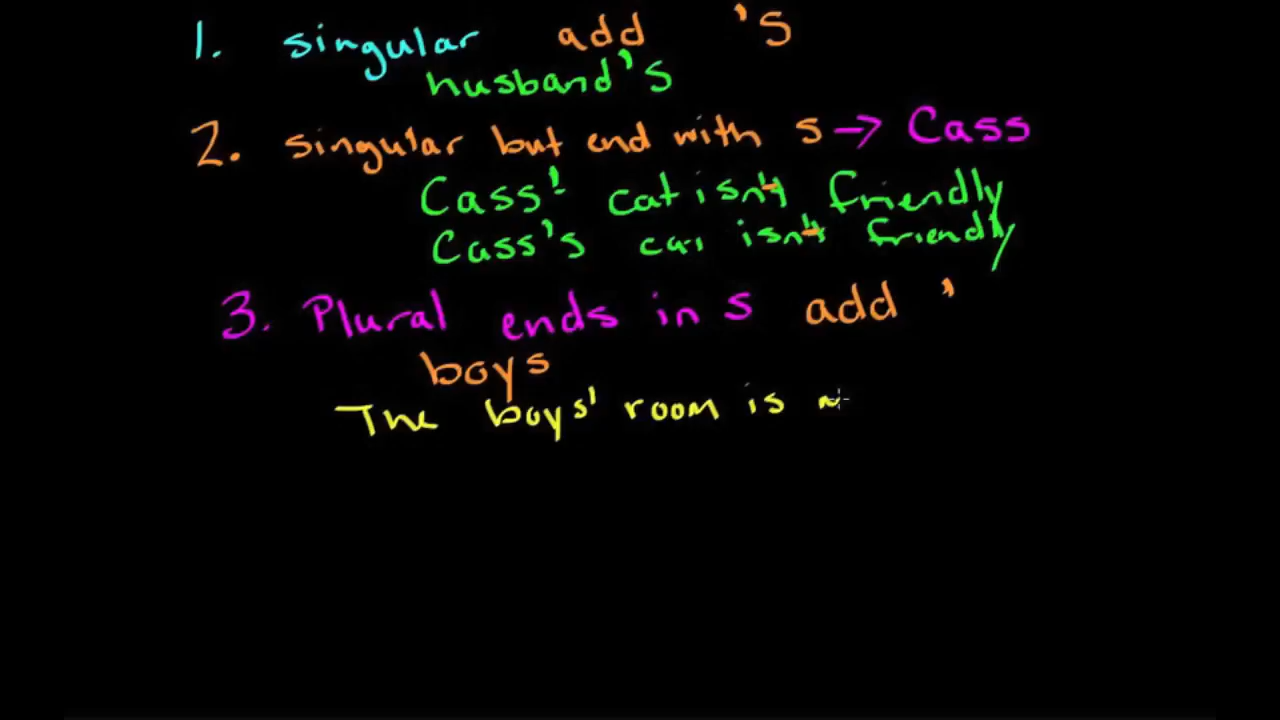 1. singular add 's
husband's
2. singular but end with s → Cass
Cass' cat isn't friendly
Cass's cat isn't friendly
3. Plural ends in s add '
boys
The boys' room is